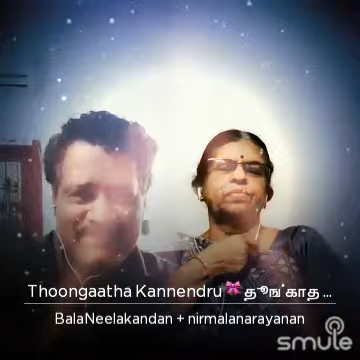 Thoongaatha Kannendru🎀தூங்காத ...
BalaNeelakandan + nirmalanarayanan
smule